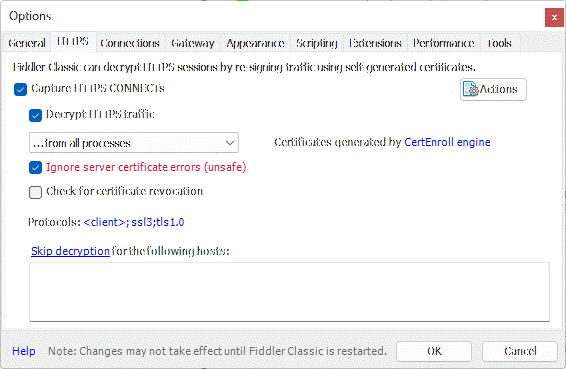 Options
General HTTPS Connections Gateway Appearance Scripting Extensions Performance Tools
Fiddler Classic can decrypt HTTPS sessions by re-signing traffic using self-generated certificates.
Capture HTTPS CONNECTs Actions
Decrypt HTTPS traffic
...from all processes Certificates generated by CertEnroll engine
Ignore server certificate errors (unsafe)
Check for certificate revocation
Protocols: <client>;ssl3;tls1.0
Skip decryption for the following hosts:
Help Note: Changes may not take effect until Fiddler Classic is restarted. OK Cancel